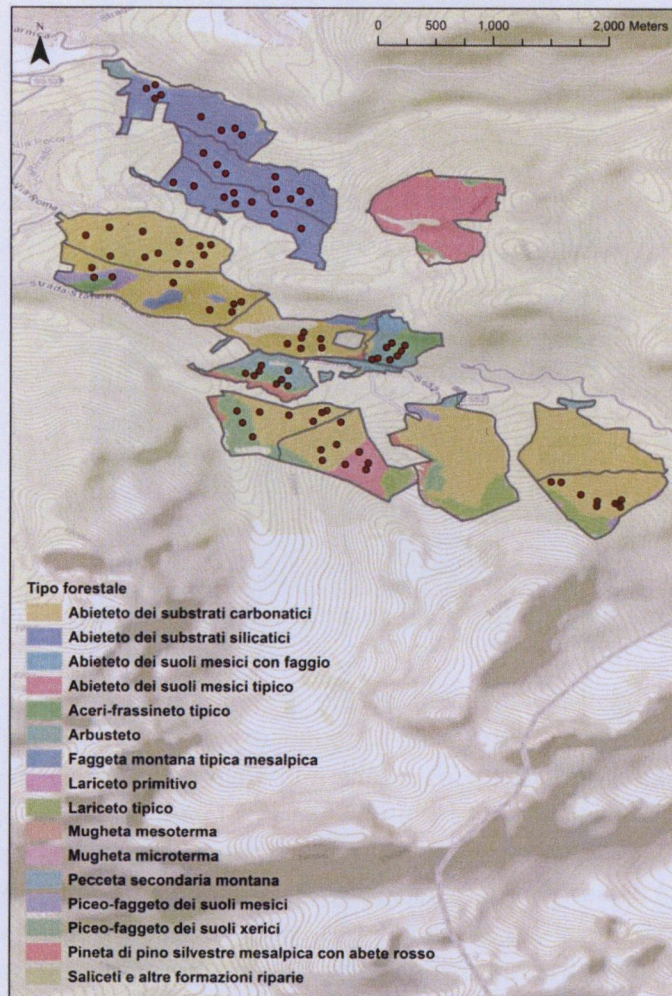 N
0 500 1,000 2,000 Meters
Via Roma
Tipo forestale
Abieteto dei substrati carbonatici
Abieteto dei substrati silicatici
Abieteto dei suoli mesici con faggio
Abieteto dei suoli mesici tipico
Aceri-frassineto tipico
Arbusteto
Faggeta montana tipica mesalpica
Lariceto primitivo
Lariceto tipico
Mugheta mesoterma
Mugheta microterma
Pecceta secondaria montana
Piceo-faggeto dei suoli mesici
Piceo-faggeto dei suoli xerici
Pineta di pino silvestre mesalpica con abete rosso
Saliceti e altre formazioni riparie